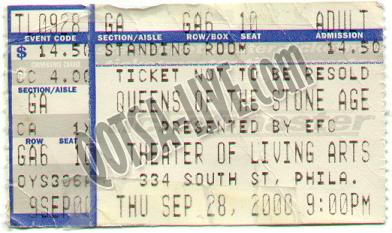 TL0928 GA GA6 10 ADULT
EVENT CODE SECTION/AISLE ROW/BOX SEAT ADMISSION
$ 14.50 STANDING ROOM 14.50
CC 4.00 TICKET NOT TO BE RESOLD
SECTION/AISLE
GA QUEENS OF THE STONE AGE
CA PRESENTED BY EFC
ROW SEAT
GA6 THEATER OF LIVING ARTS
334 SOUTH ST, PHILA.
THU SEP 28, 2000 9:00PM
QOTSA-LIVE.COM